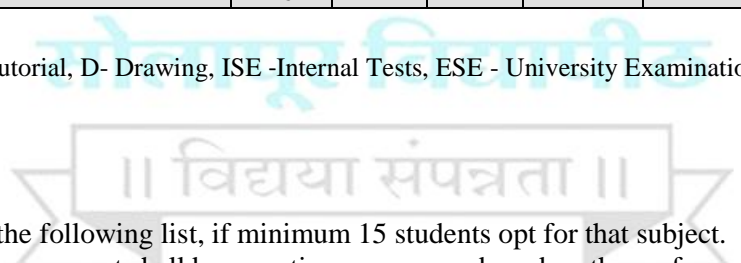 सोलापूर विद्यापीठ
utorial, D- Drawing, ISE -Internal Tests, ESE - University Examinatio
|| विद्यया संपन्नता ||
the following list, if minimum 15 students opt for that subject.